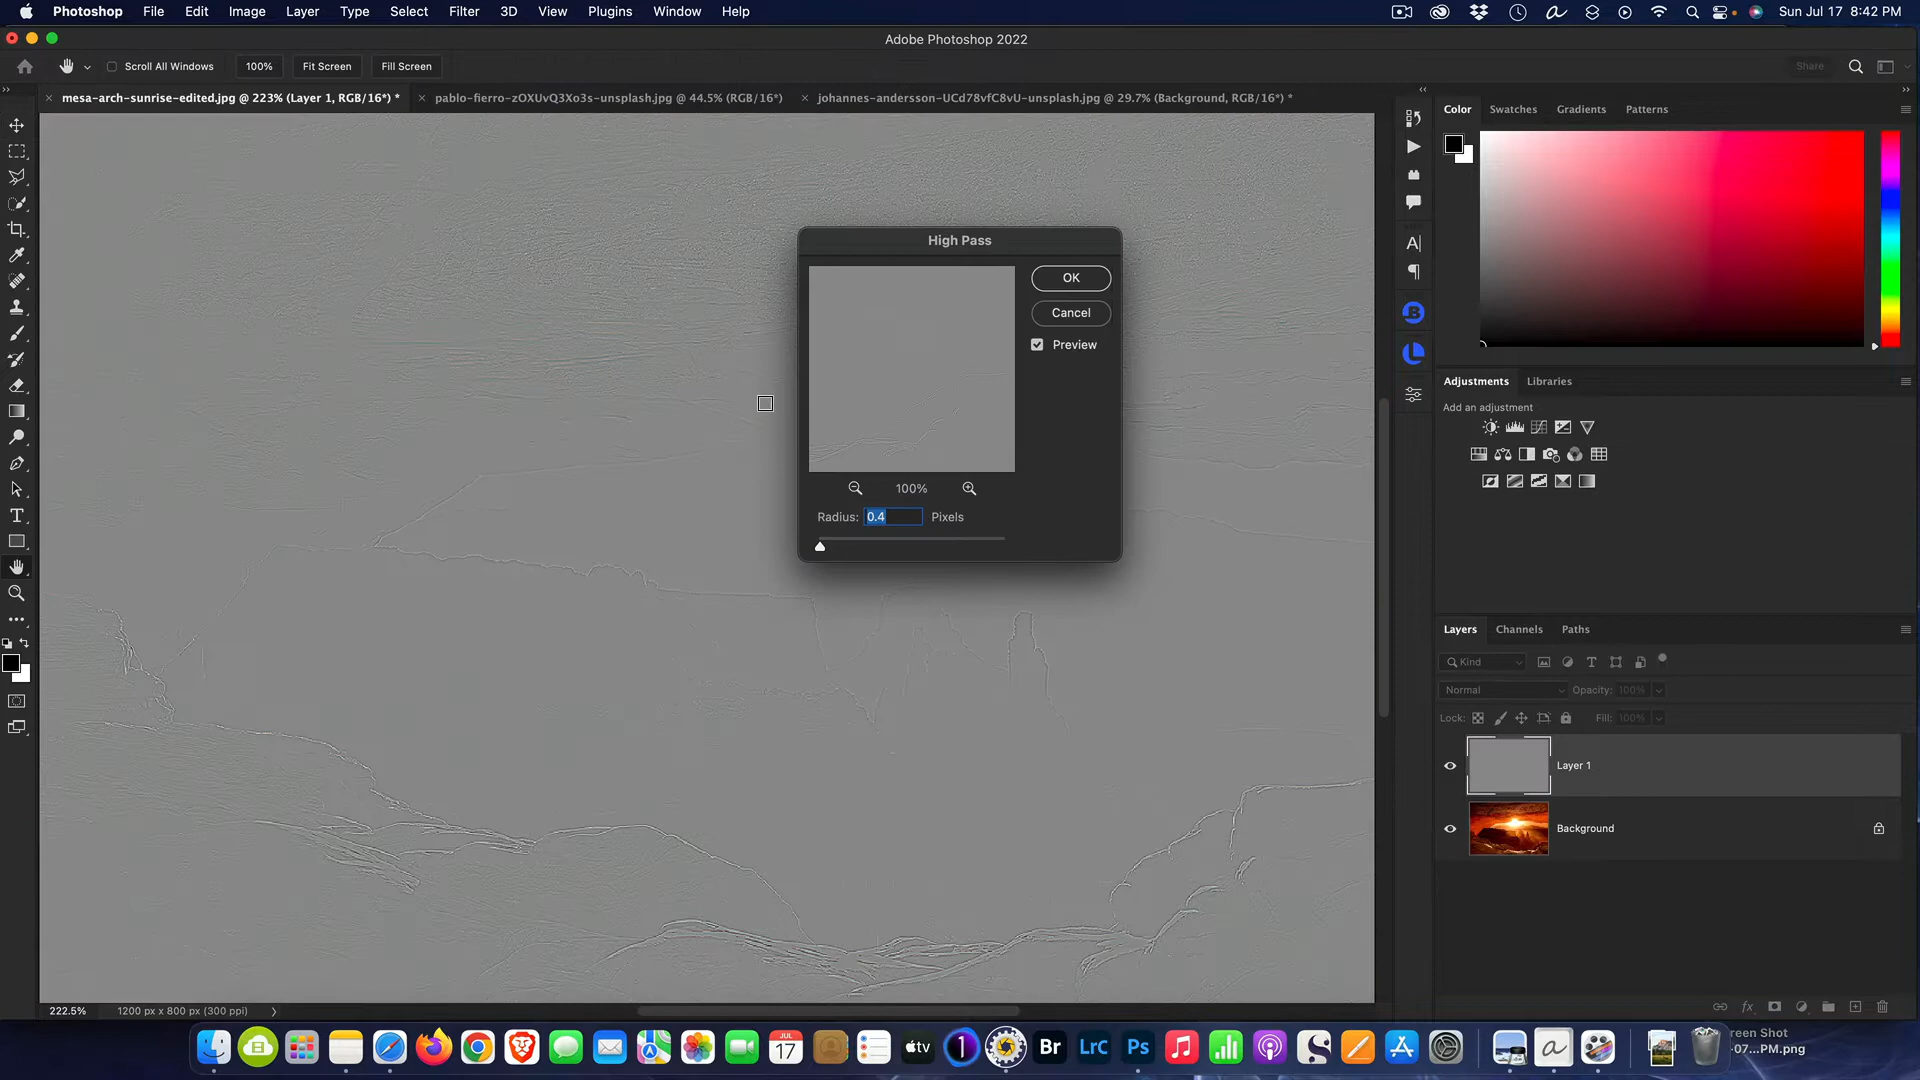 Photoshop File Edit Image Layer Type Select Filter 3D View Plugins Window Help Sun Jul 17 8:42 PM
Adobe Photoshop 2022
Scroll All Windows 100% Fit Screen Fill Screen Share
mesa-arch-sunrise-edited.jpg @ 223% (Layer 1, RGB/16*) * pablo-fierro-zOXUvQ3Xo3s-unsplash.jpg @ 44.5% (RGB/16*) johannes-andersson-UCd78vfC8vU-unsplash.jpg @ 29.7% (Background, RGB/16*) *
Color Swatches Gradients Patterns
High Pass
OK
Cancel
Preview
100%
Radius: 0.4 Pixels
Adjustments Libraries
Add an adjustment
Layers Channels Paths
Kind
Normal Opacity: 100%
Lock: Fill: 100%
Layer 1
Background
222.5% 1200 px x 800 px (300 ppi)
JUL
17
tv
1
Br
LrC
Ps
reen Shot
-07...PM.png